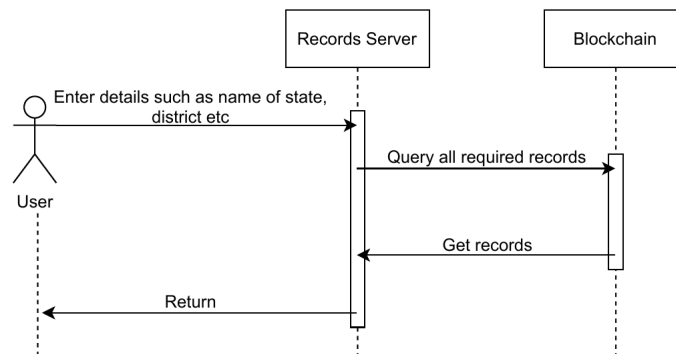 Records Server
Blockchain
Enter details such as name of state,
district etc
Query all required records
User
Get records
Return